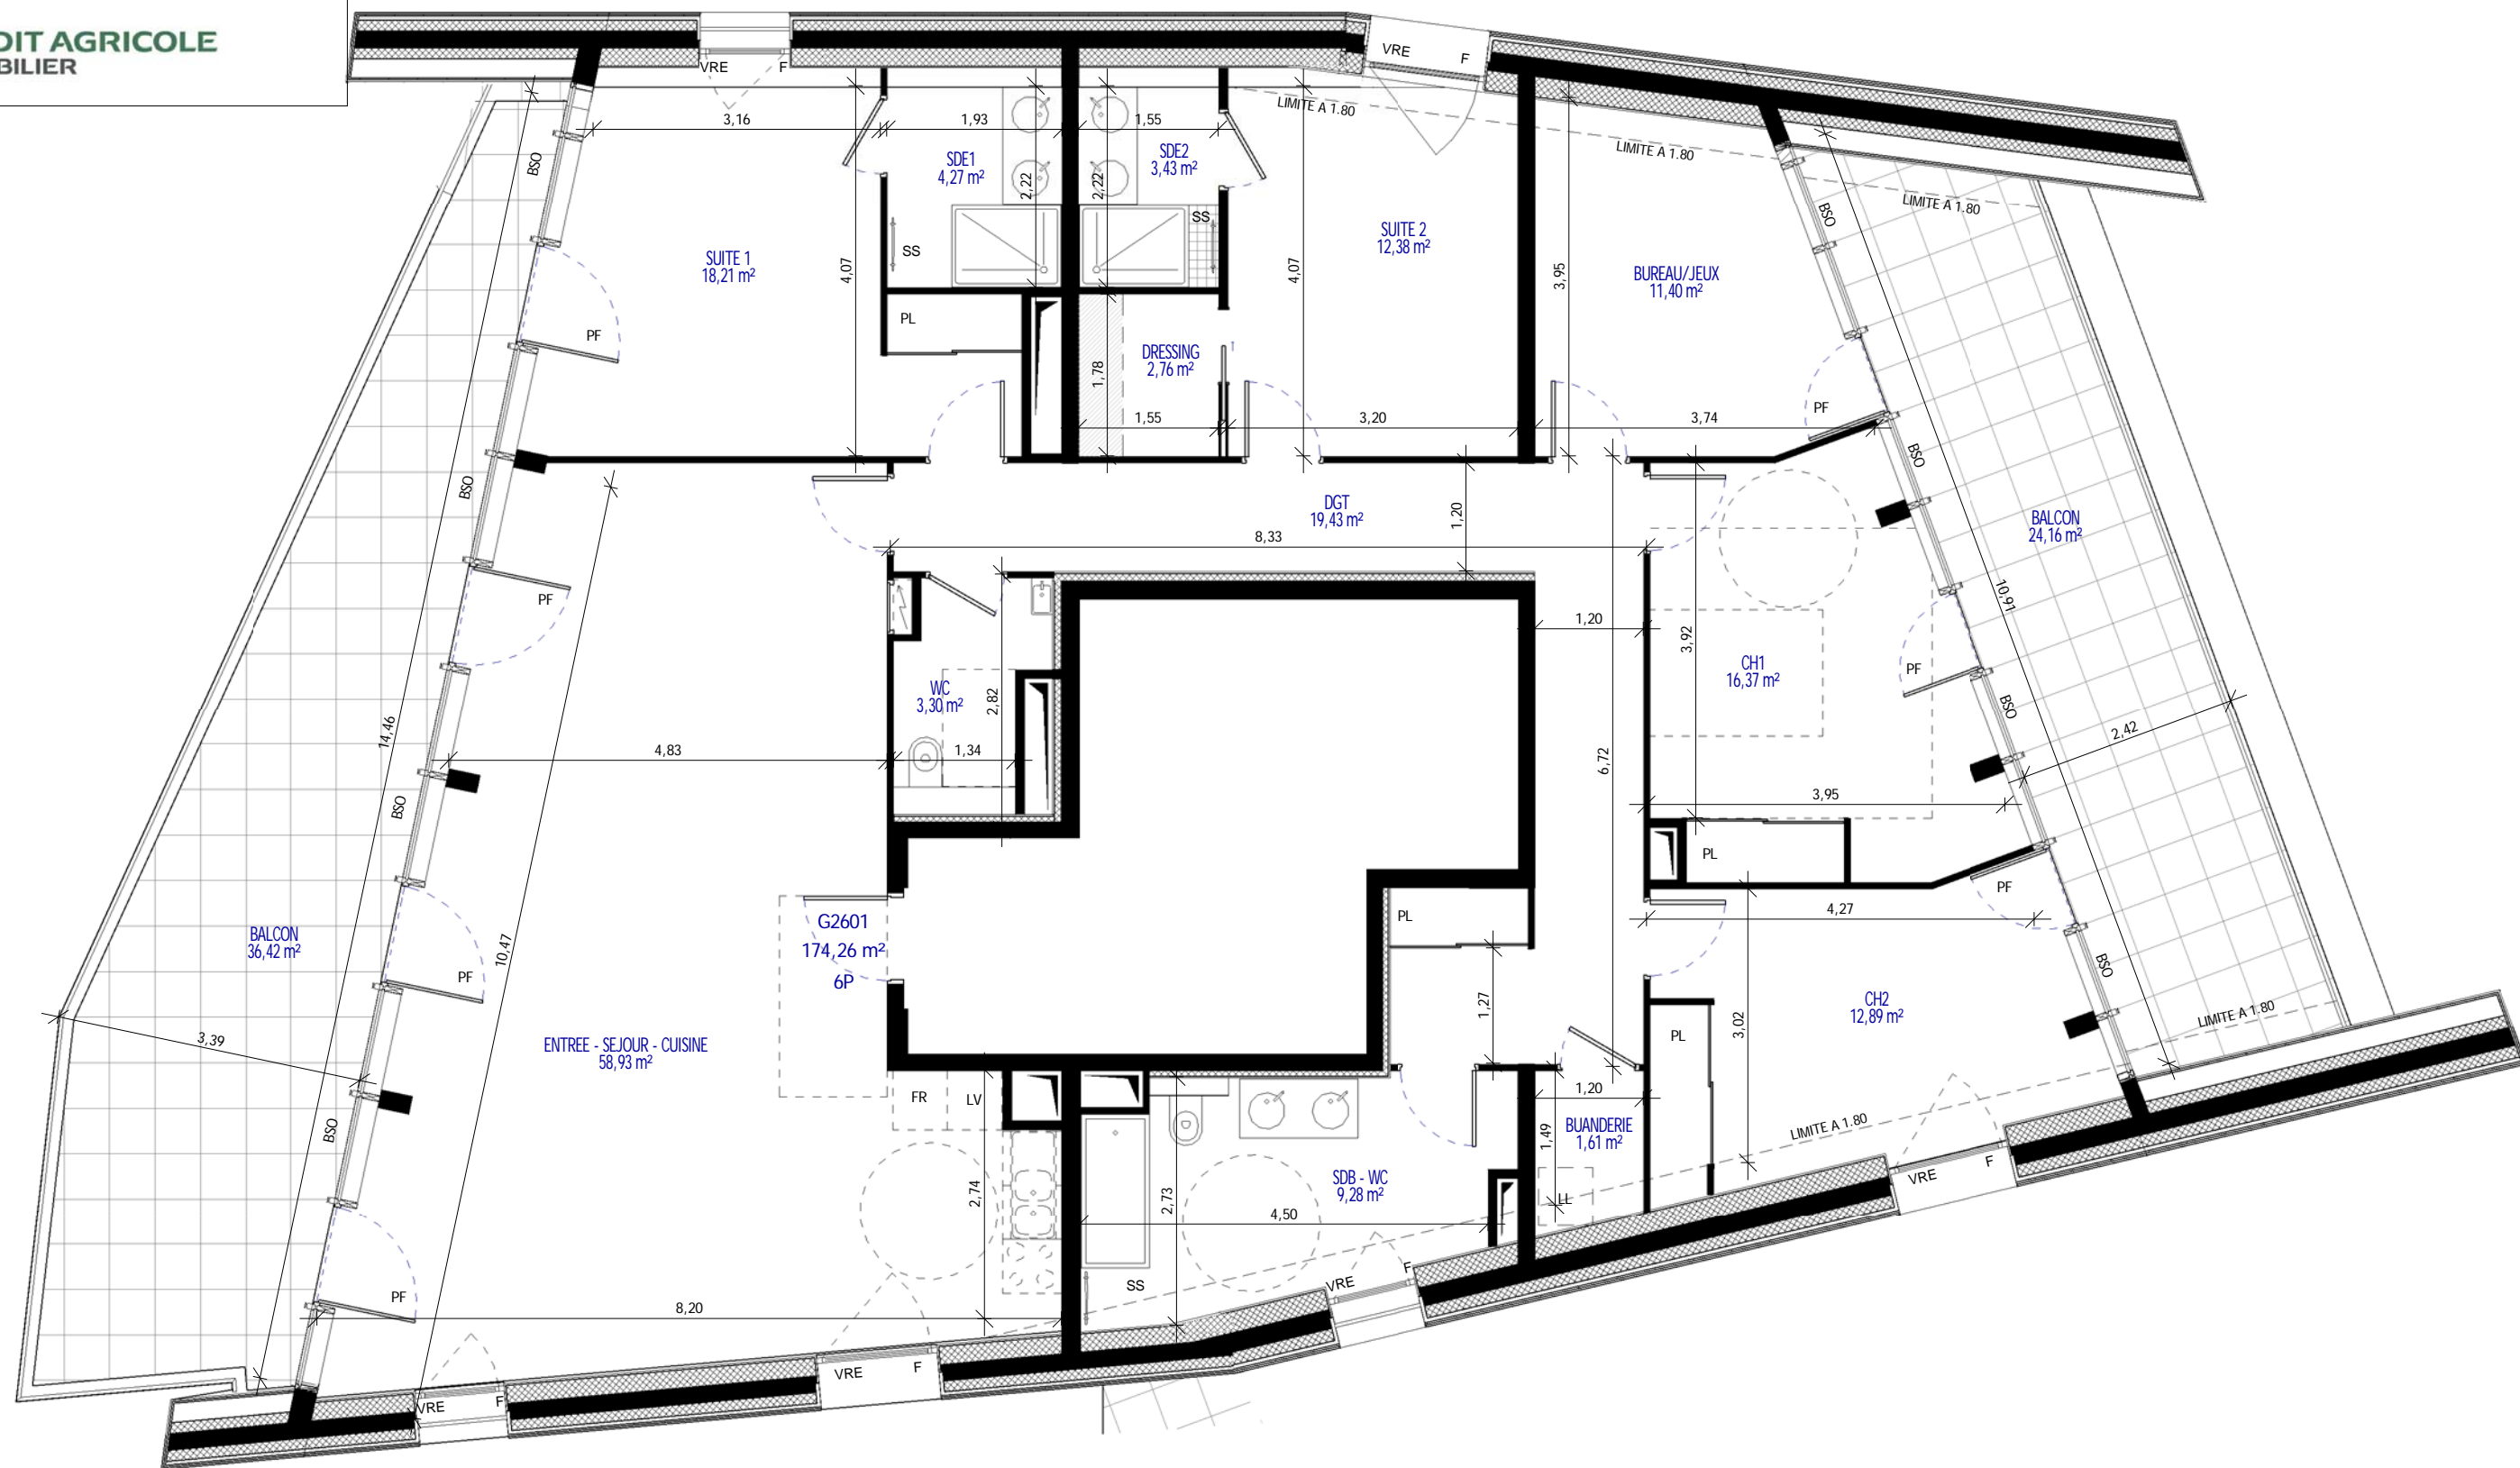 DIT AGRICOLE
BILIER
VRE
F
VRE
F
LIMITE A 1.80
LIMITE A 1.80
LIMITE A 1.80
3,16
1,93
1,55
BSO
SDE1
4,27 m²
2,22
2,22
SDE2
3,43 m²
SS
SS
BSO
SUITE 1
18,21 m²
4,07
SUITE 2
12,38 m²
4,07
3,95
BUREAU/JEUX
11,40 m²
PF
PL
DRESSING
2,76 m²
1,78
1,55
3,20
3,74
PF
BSO
BSO
DGT
19,43 m²
1,20
8,33
BALCON
24,16 m²
10,91
PF
1,20
3,92
CH1
16,37 m²
PF
BSO
WC
3,30 m²
2,82
14,46
4,83
1,34
6,72
2,42
BSO
3,95
PL
PF
BALCON
36,42 m²
10,47
G2601
174,26 m²
6P
PL
4,27
PF
BSO
1,27
CH2
12,89 m²
LIMITE A 1.80
3,39
ENTREE - SEJOUR - CUISINE
58,93 m²
PL
3,02
FR
LV
1,20
BSO
BUANDERIE
1,61 m²
1,49
LIMITE A 1.80
2,74
2,73
SDB - WC
9,28 m²
LL
VRE
F
4,50
PF
8,20
SS
VRE
F
VRE
F
VRE
F